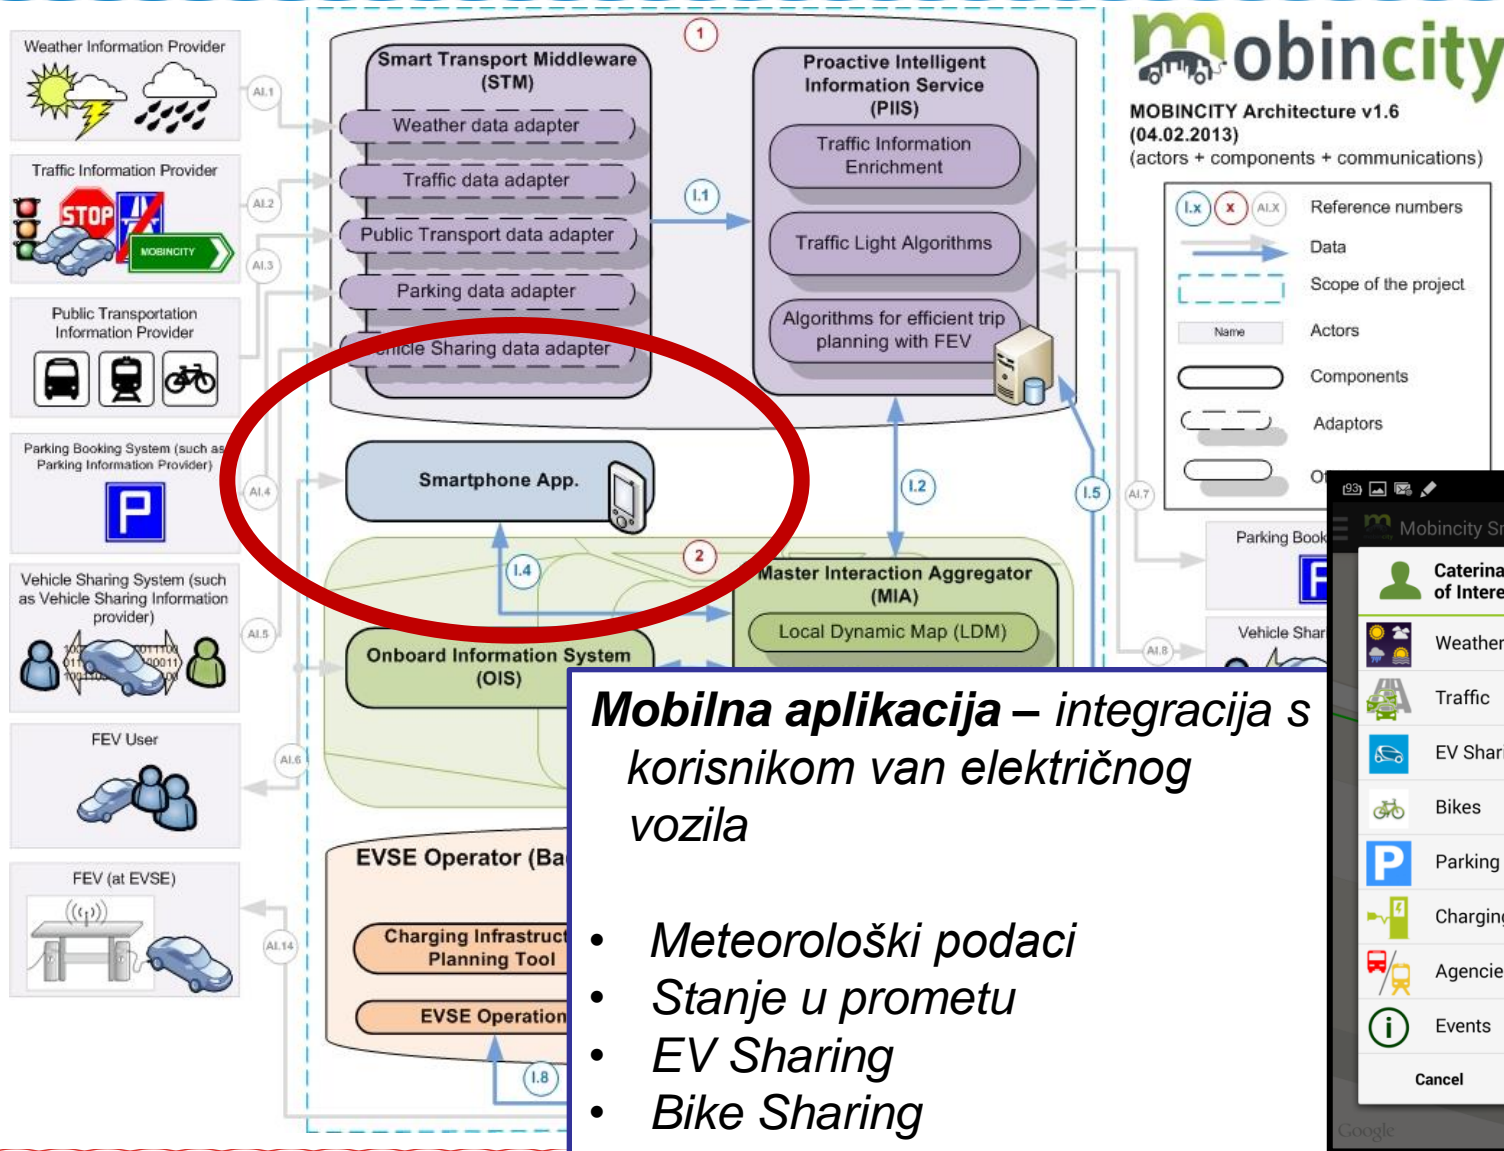 mobincity
MOBINCITY Architecture v1.6
(04.02.2013)
(actors + components + communications)
I.x
x
AI.X
Reference numbers
Data
Scope of the project
Name
Actors
Components
Adaptors
Weather Information Provider
AI.1
Traffic Information Provider
STOP
MOBINCITY
AI.2
AI.3
Public Transportation
Information Provider
Parking Booking System (such as
Parking Information Provider)
P
AI.4
Vehicle Sharing System (such
as Vehicle Sharing Information
provider)
AI.5
FEV User
AI.6
FEV (at EVSE)
AI.14
1
Smart Transport Middleware
(STM)
Weather data adapter
Traffic data adapter
Public Transport data adapter
Parking data adapter
Vehicle Sharing data adapter
I.1
Proactive Intelligent
Information Service
(PIIS)
Traffic Information
Enrichment
Traffic Light Algorithms
Algorithms for efficient trip
planning with FEV
Smartphone App.
I.2
I.5
AI.7
I.4
2
Master Interaction Aggregator
(MIA)
Local Dynamic Map (LDM)
Onboard Information System
(OIS)
Parking Book
Vehicle Shar
AI.8
EVSE Operator (Ba
Charging Infrastruct
Planning Tool
EVSE Operation
I.8
Mobilna aplikacija – integracija s
korisnikom van električnog
vozila
• Meteorološki podaci
• Stanje u prometu
• EV Sharing
• Bike Sharing
(93)
Mobincity Sm
Caterina
of Intere
Weather
Traffic
EV Shari
Bikes
P
Parking
Charging
Agencie
Events
Cancel
Google